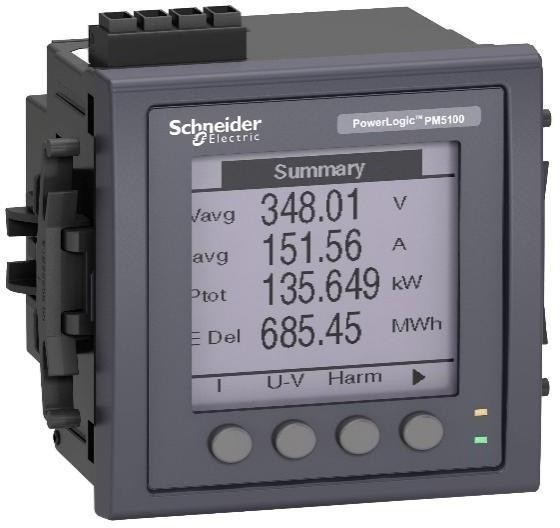 Schneider
Electric
PowerLogic™ PM5100
Summary
Vavg 348.01 V
avg 151.56 A
Ptot 135.649 kW
E Del 685.45 MWh
I U-V Harm ▶